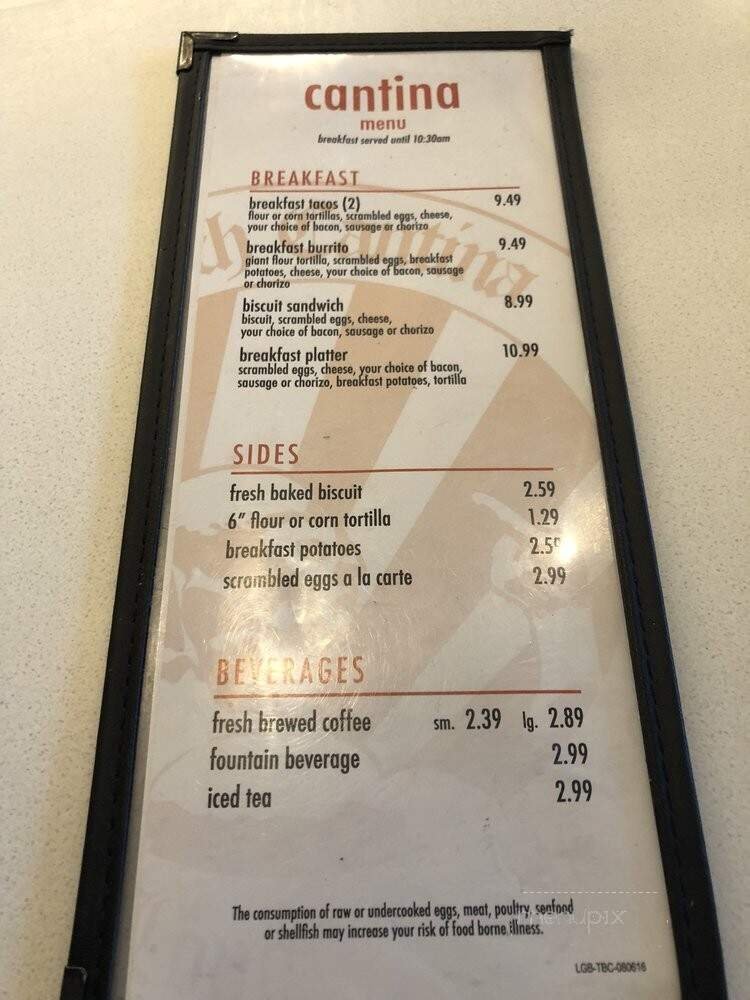 cantina
menu
breakfast served until 10:30am
BREAKFAST
breakfast tacos (2) 9.49
flour or corn tortillas, scrambled eggs, cheese,
your choice of bacon, sausage or chorizo
breakfast burrito 9.49
giant flour tortilla, scrambled eggs, breakfast
potatoes, cheese, your choice of bacon, sausage
or chorizo
biscuit sandwich 8.99
biscuit, scrambled eggs, cheese,
your choice of bacon, sausage or chorizo
breakfast platter 10.99
scrambled eggs, cheese, your choice of bacon,
sausage or chorizo, breakfast potatoes, tortilla
SIDES
fresh baked biscuit 2.59
6" flour or corn tortilla 1.29
breakfast potatoes
scrambled eggs a la carte 2.99
BEVERAGES
fresh brewed coffee sm. 2.39 lg. 2.89
fountain beverage 2.99
iced tea 2.99
The consumption of raw or undercooked eggs, meat, poultry, seafood
or shellfish may increase your risk of food borne illness.
menupix
LGB-TBC-080616